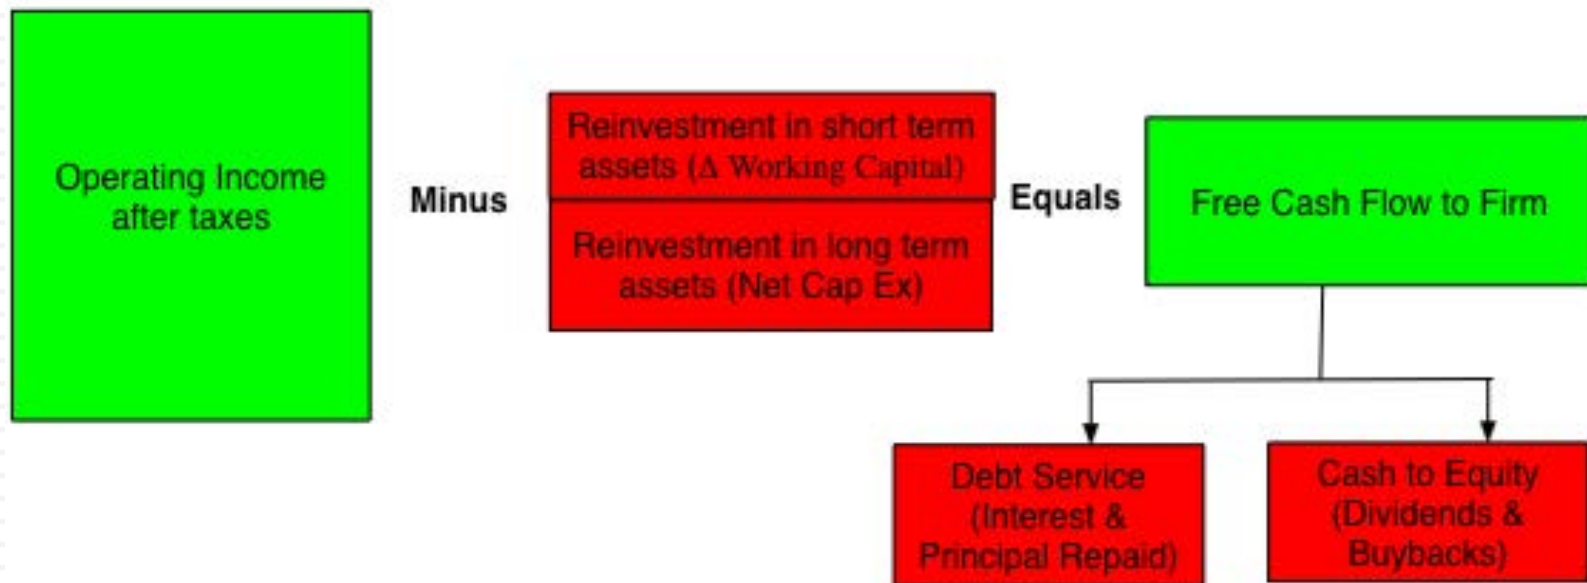 Operating Income
after taxes
Minus
Reinvestment in short term
assets (Δ Working Capital)
Reinvestment in long term
assets (Net Cap Ex)
Equals
Free Cash Flow to Firm
Debt Service
(Interest &
Principal Repaid)
Cash to Equity
(Dividends &
Buybacks)